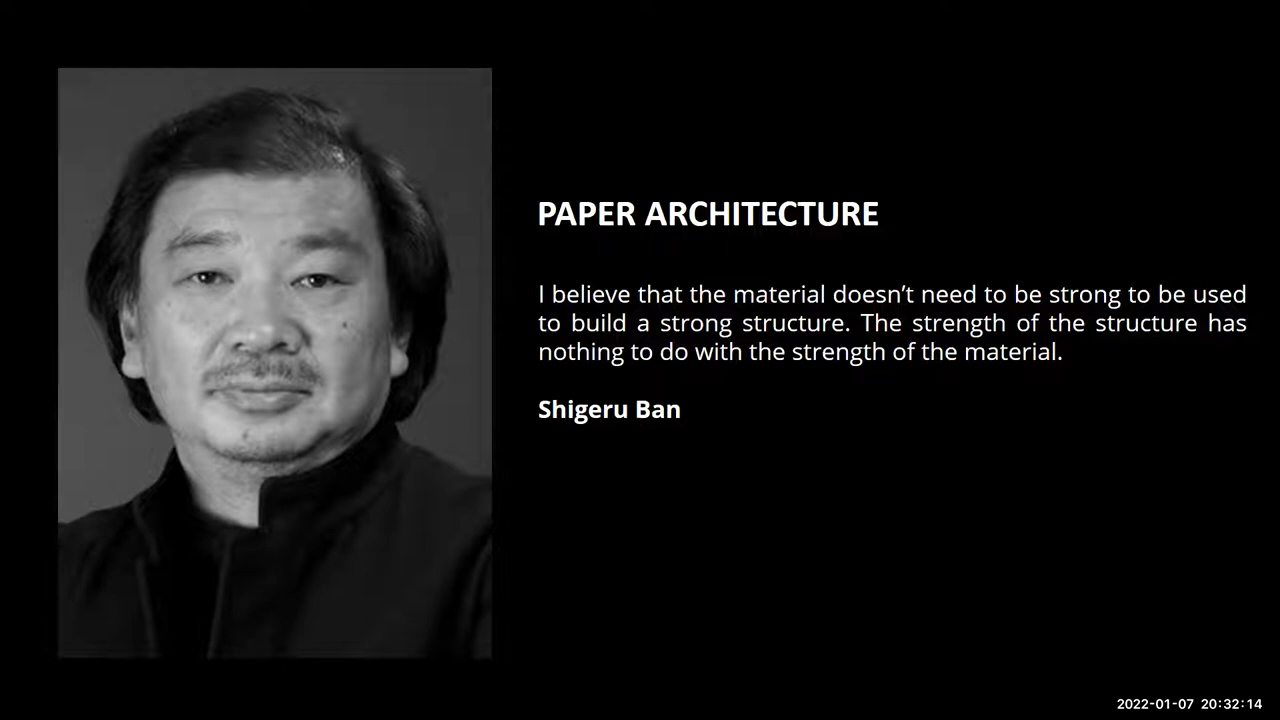 PAPER ARCHITECTURE
I believe that the material doesn’t need to be strong to be used
to build a strong structure. The strength of the structure has
nothing to do with the strength of the material.
Shigeru Ban
2022-01-07 20:32:14